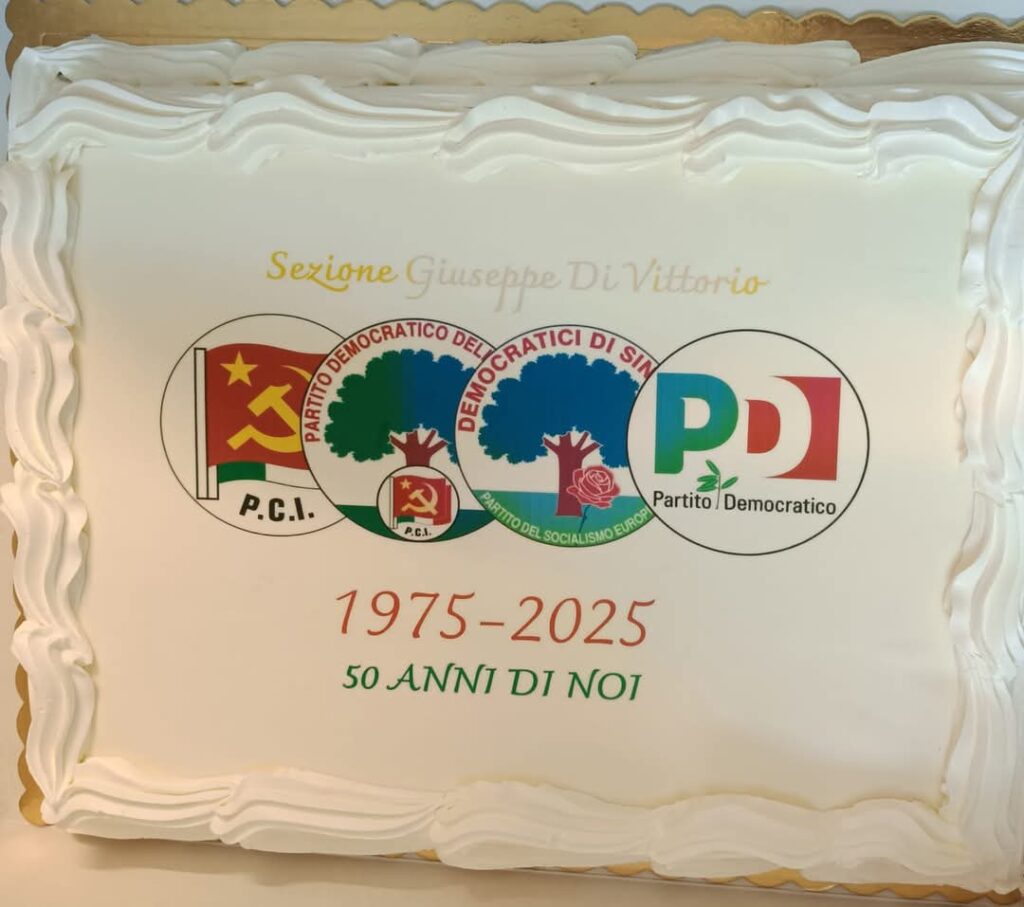 Sezione Giuseppe Di Vittorio
P.C.I.
PARTITO DEMOCRATICO DEL
P.C.I.
DEMOCRATICI DI SIN
PARTITO DEL SOCIALISMO EUROP
PD
Partito Democratico
1975-2025
50 ANNI DI NOI